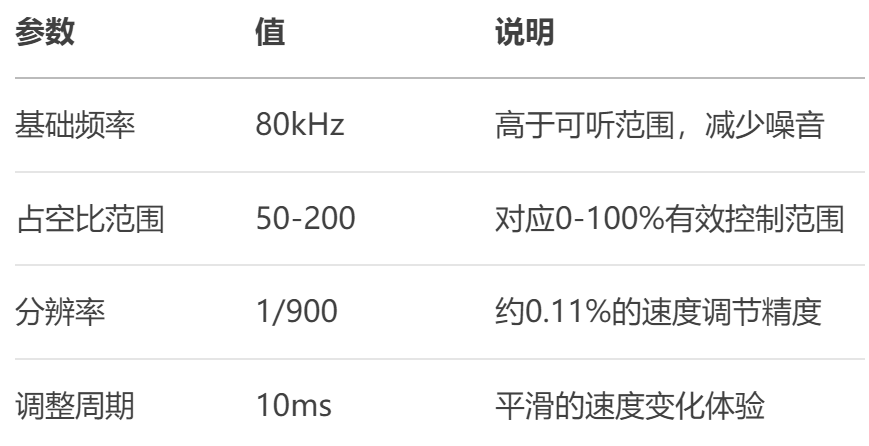 参数 值 说明
基础频率 80kHz 高于可听范围，减少噪音
占空比范围 50-200 对应0-100%有效控制范围
分辨率 1/900 约0.11%的速度调节精度
调整周期 10ms 平滑的速度变化体验